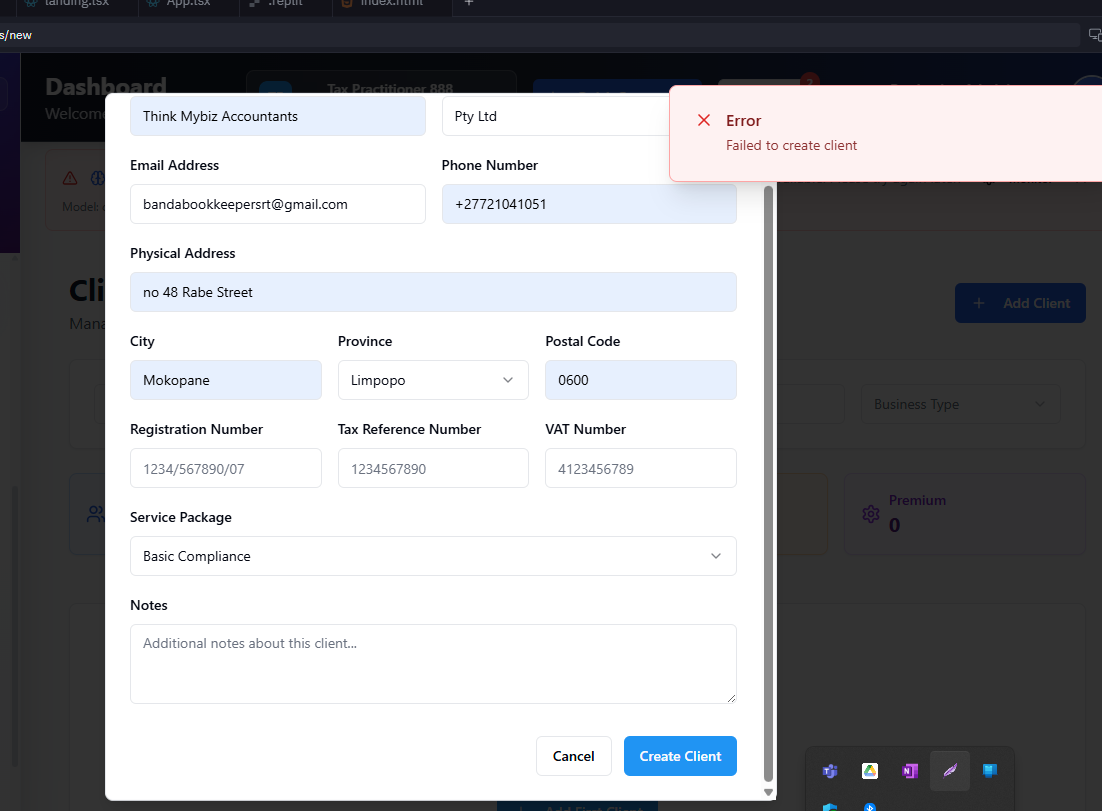 landing.tsx App.tsx .replit index.html +
s/new
Dashboard Tax Practitioner 888
Welcome
Think Mybiz Accountants Pty Ltd
Error
Failed to create client
Email Address Phone Number
bandabookkeepersrt@gmail.com +27721041051
Model:
Physical Address
no 48 Rabe Street
Cli
Mana
Add Client
City Province Postal Code
Mokopane Limpopo 0600
Business Type
Registration Number Tax Reference Number VAT Number
1234/567890/07 1234567890 4123456789
Premium
0
Service Package
Basic Compliance
Notes
Additional notes about this client...
Cancel Create Client
Add First Client